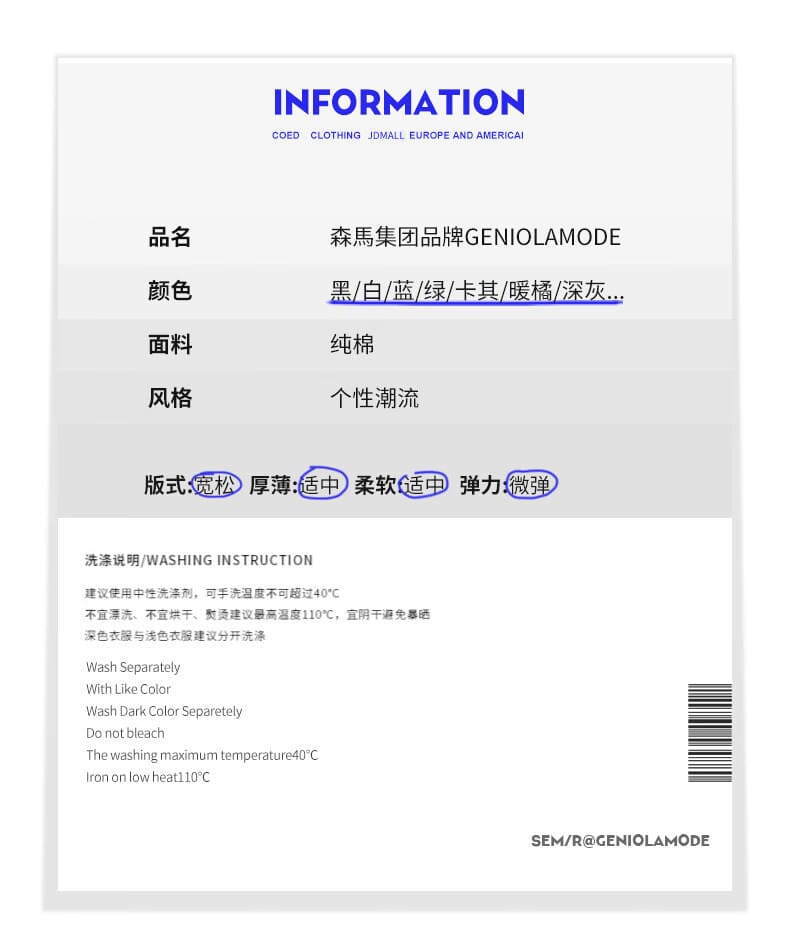 INFORMATION
COED CLOTHING JDMALL EUROPE AND AMERICAI
品名 森馬集团品牌GENIOLAMODE
颜色 黑/白/蓝/绿/卡其/暖橘/深灰...
面料 纯棉
风格 个性潮流
版式:宽松 厚薄:适中 柔软:适中 弹力:微弹
洗涤说明/WASHING INSTRUCTION
建议使用中性洗涤剂，可手洗温度不可超过40°C
不宜漂洗、不宜烘干、熨烫建议最高温度110°C，宜阴干避免暴晒
深色衣服与浅色衣服建议分开洗涤
Wash Separately
With Like Color
Wash Dark Color Separetely
Do not bleach
The washing maximum temperature40°C
Iron on low heat110°C
SEM/R@GENIOLAMODE